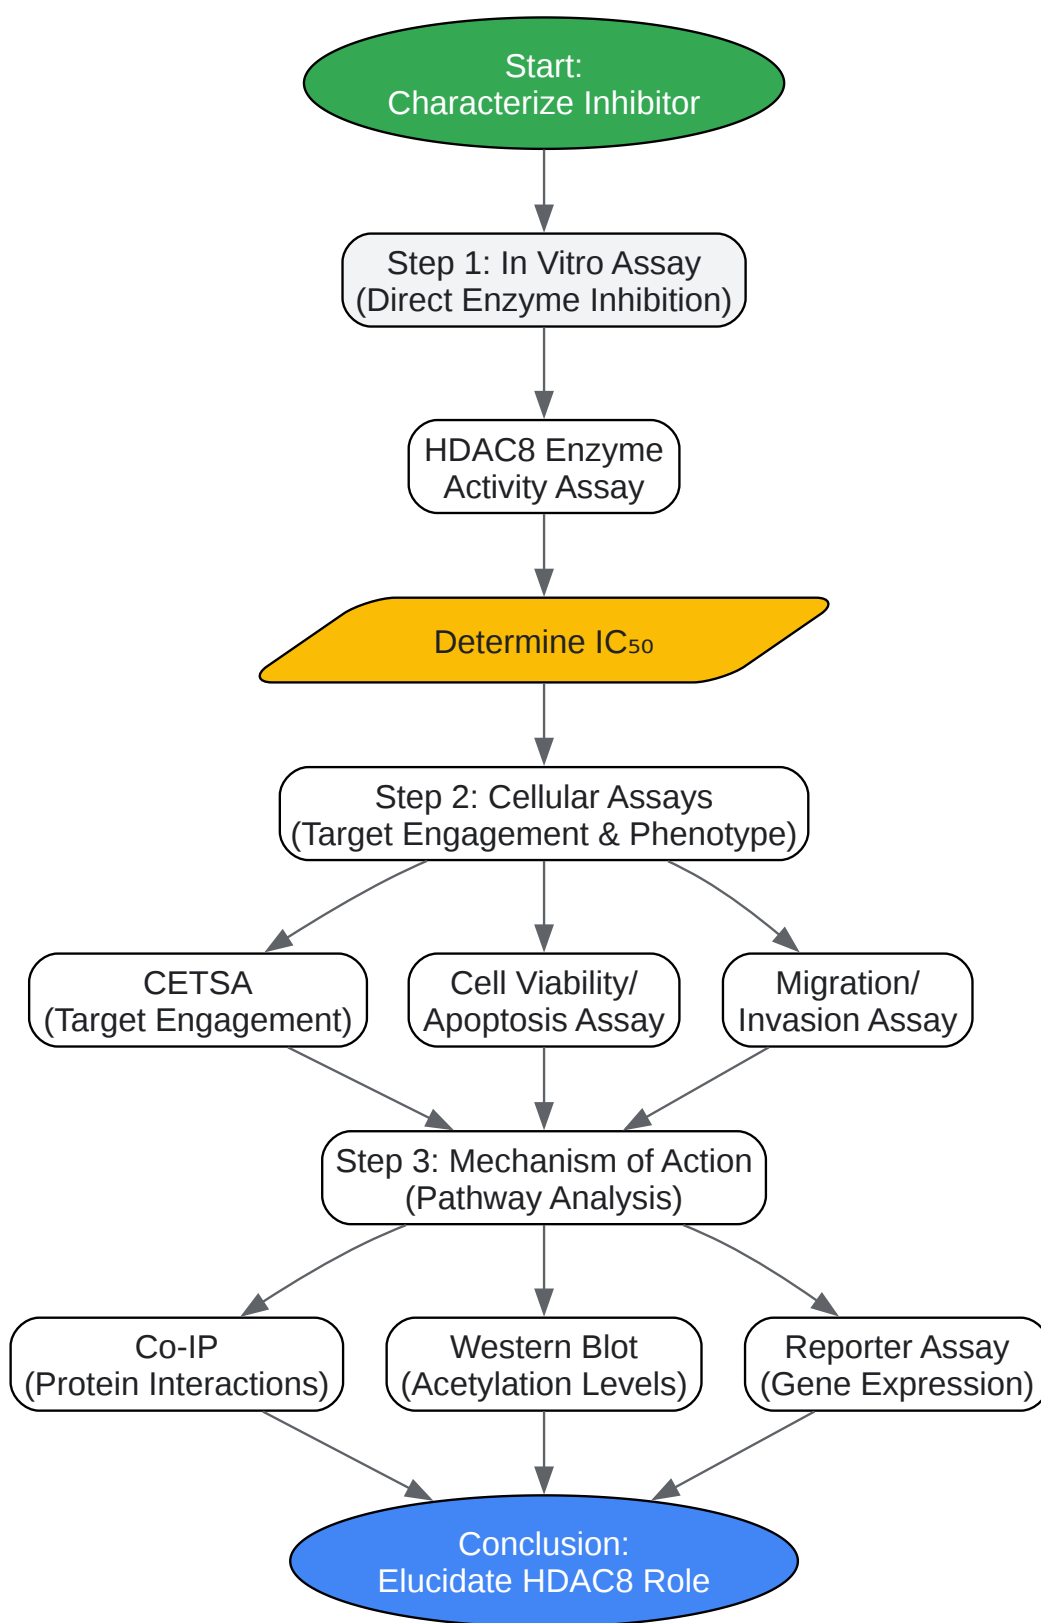 Start:
Characterize Inhibitor
Step 1: In Vitro Assay
(Direct Enzyme Inhibition)
HDAC8 Enzyme
Activity Assay
Determine IC₅₀
Step 2: Cellular Assays
(Target Engagement & Phenotype)
CETSA
(Target Engagement)
Cell Viability/
Apoptosis Assay
Migration/
Invasion Assay
Step 3: Mechanism of Action
(Pathway Analysis)
Co-IP
(Protein Interactions)
Western Blot
(Acetylation Levels)
Reporter Assay
(Gene Expression)
Conclusion:
Elucidate HDAC8 Role